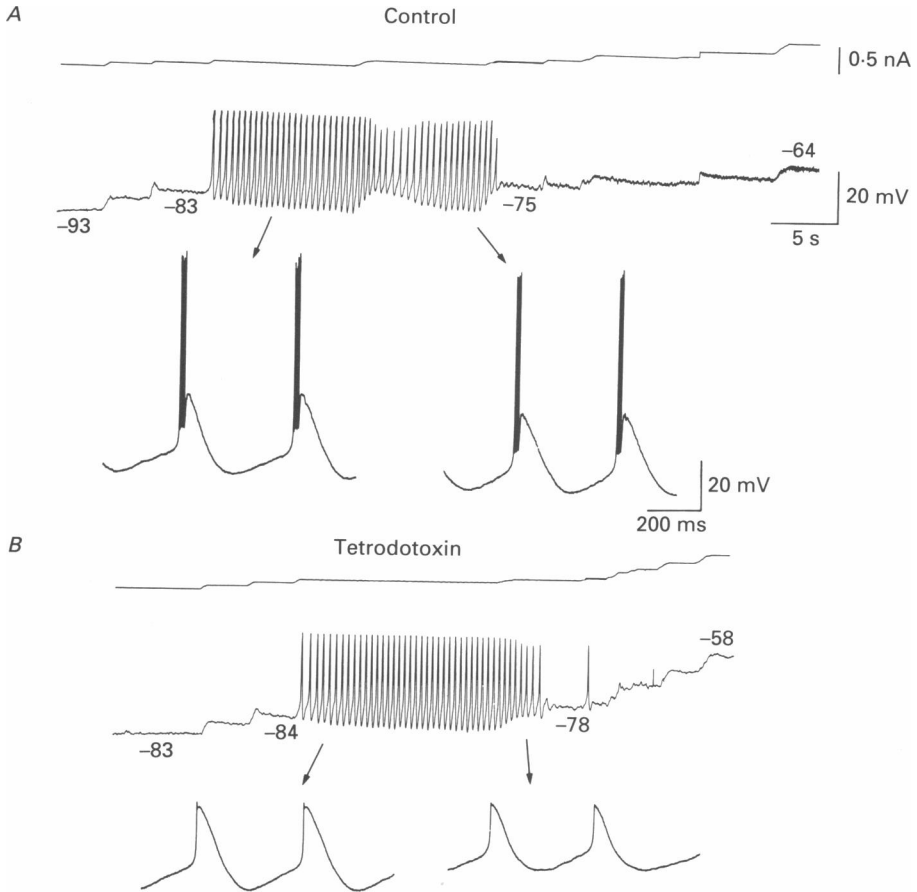 A
Control
0·5 nA
–64
–83
–75
20 mV
–93
5 s
20 mV
200 ms
B
Tetrodotoxin
–58
–84
–78
–83